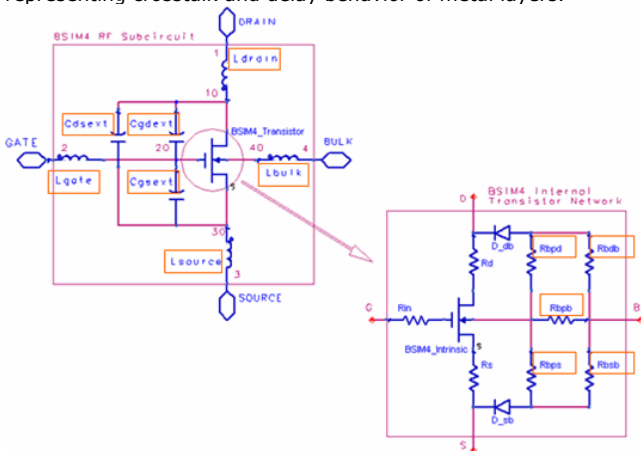 representing crosstalk and delay behavior of metal layers.
DRAIN
BSIM4 RF Subcircuit
1
Ldrain
10
Cdsext
Cgdext
BSIM4_Transistor
GATE
2
20
40
4
BULK
Lgate
Cgsext
Lbulk
S
30
Lsource
3
SOURCE
BSIM4 Internal
Transistor Network
D
D_db
Rbpd
Rbdb
Rd
G
Rin
Rbpb
B
BSIM4_Intrinsic
S
Rs
Rbps
Rbsb
D_sb
S